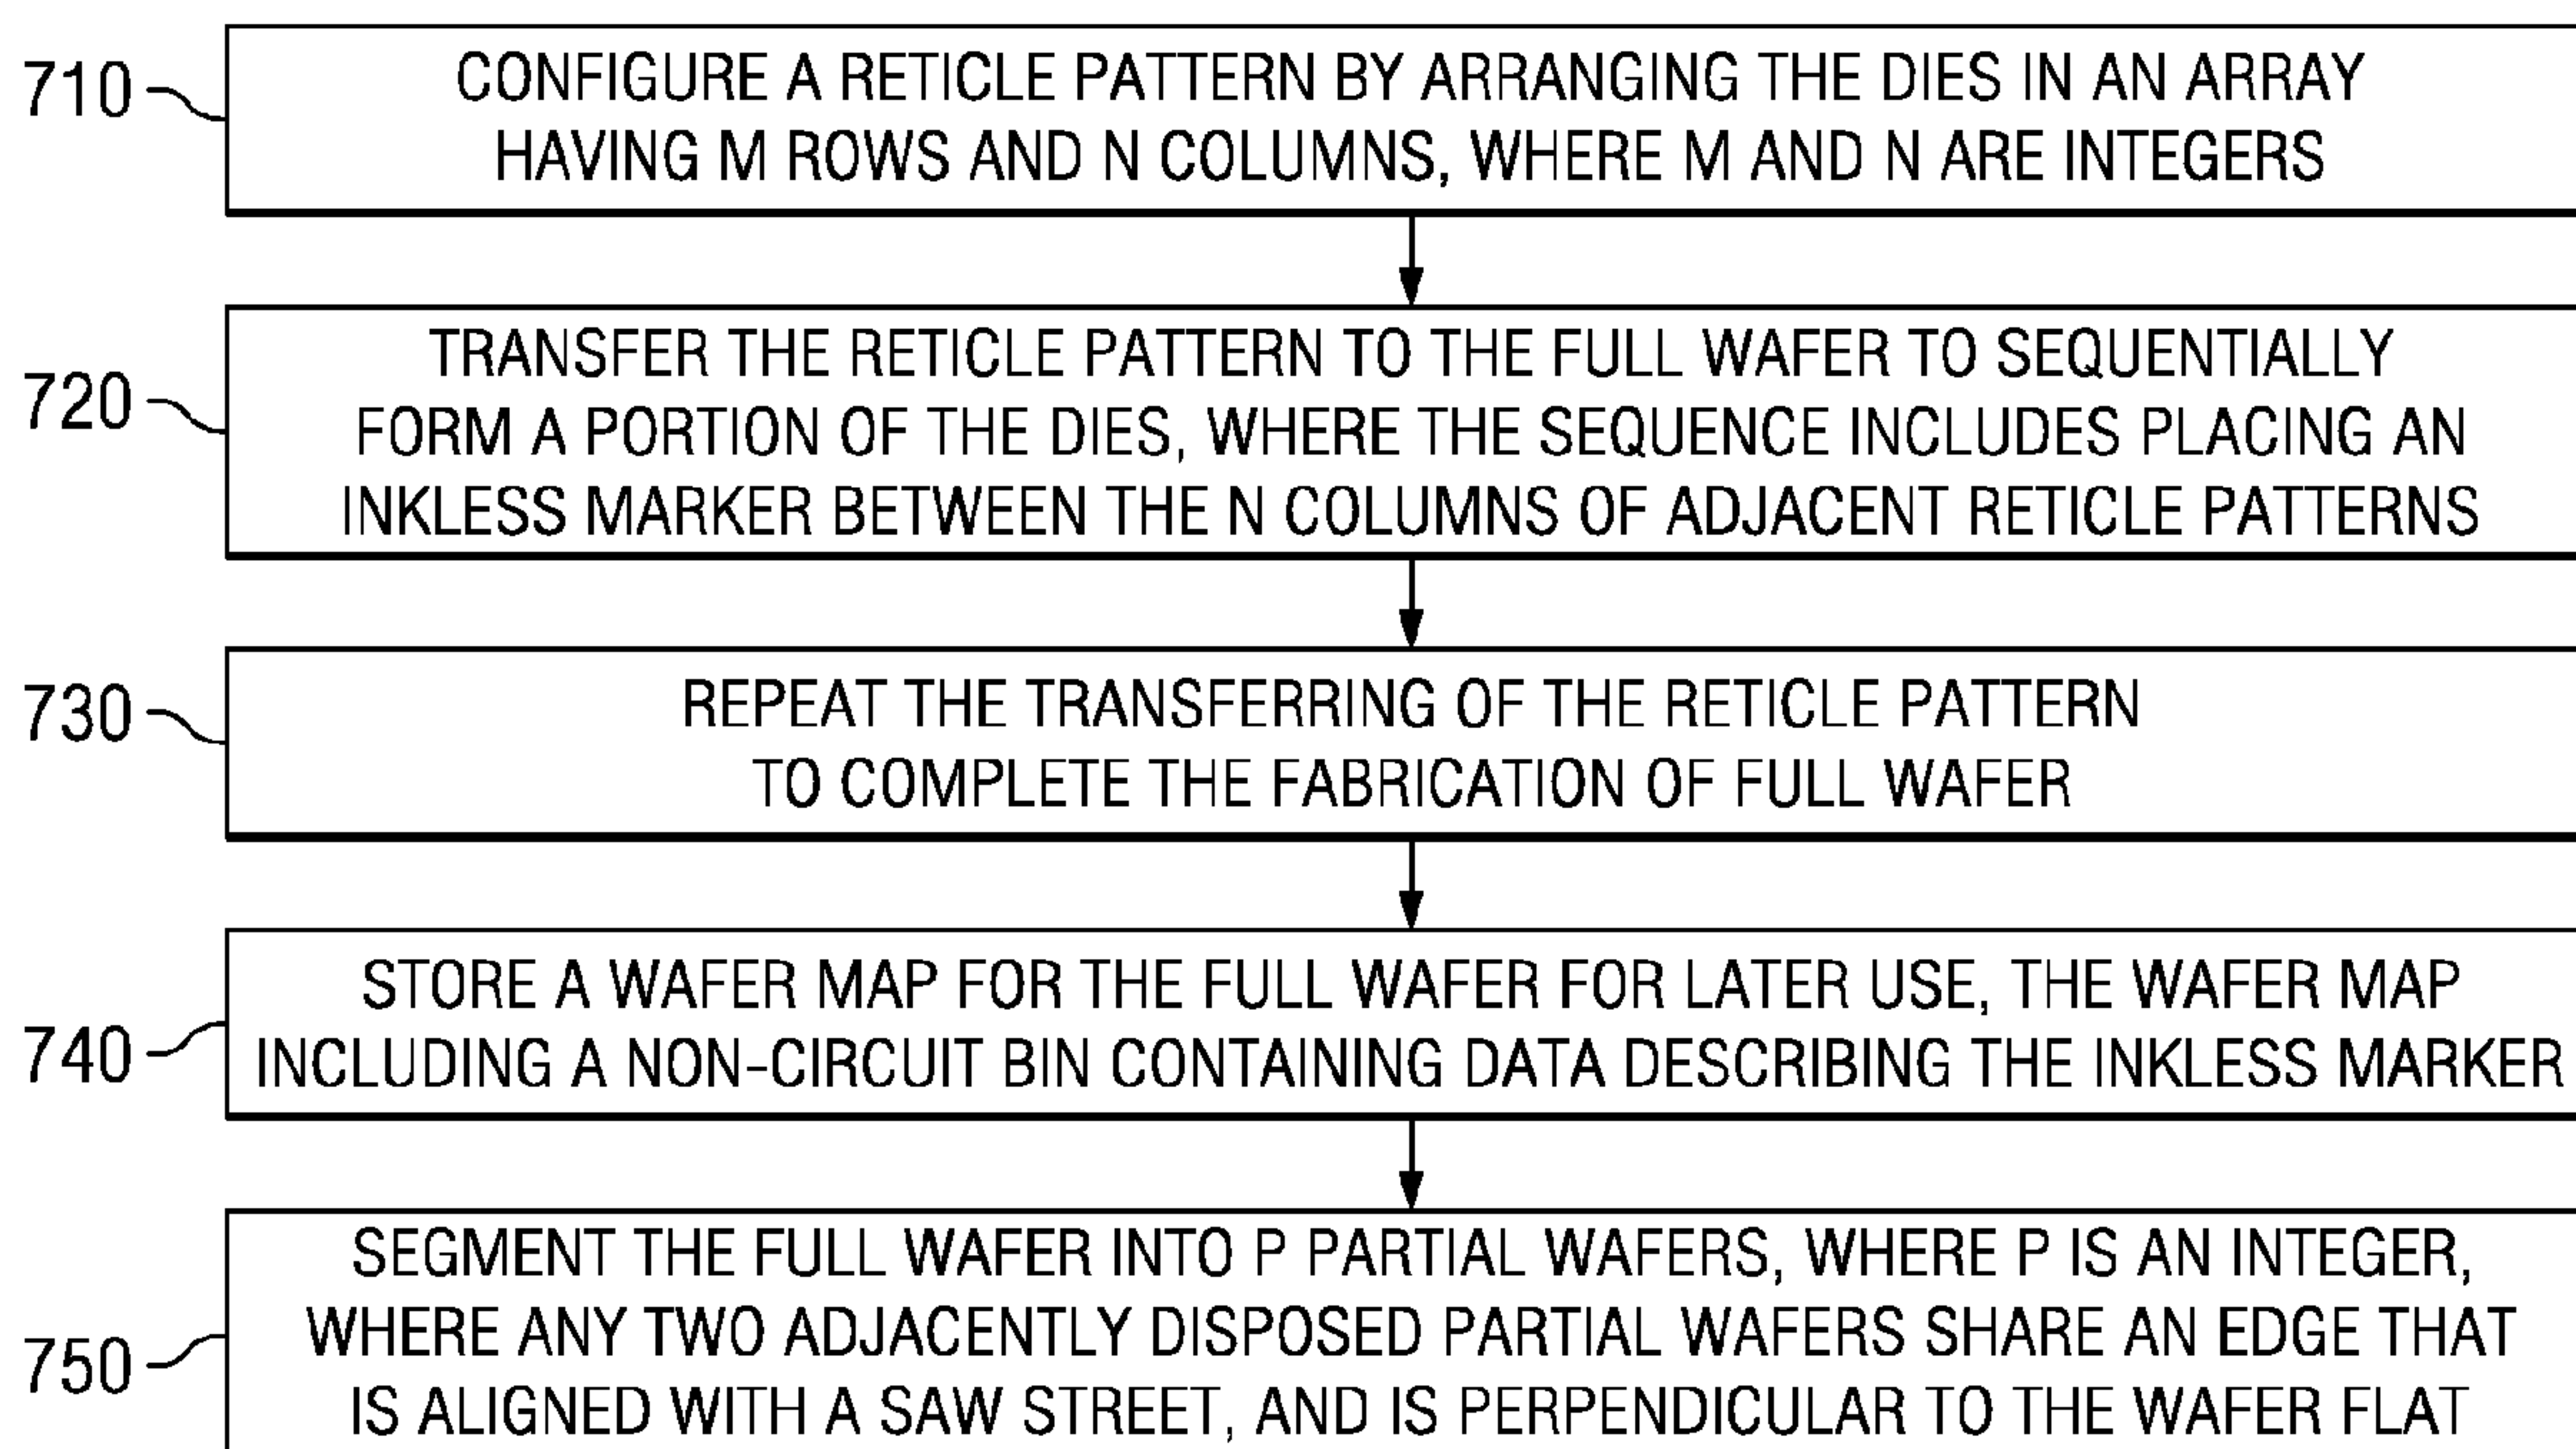 710
CONFIGURE A RETICLE PATTERN BY ARRANGING THE DIES IN AN ARRAY
HAVING M ROWS AND N COLUMNS, WHERE M AND N ARE INTEGERS
720
TRANSFER THE RETICLE PATTERN TO THE FULL WAFER TO SEQUENTIALLY
FORM A PORTION OF THE DIES, WHERE THE SEQUENCE INCLUDES PLACING AN
INKLESS MARKER BETWEEN THE N COLUMNS OF ADJACENT RETICLE PATTERNS
730
REPEAT THE TRANSFERRING OF THE RETICLE PATTERN
TO COMPLETE THE FABRICATION OF FULL WAFER
740
STORE A WAFER MAP FOR THE FULL WAFER FOR LATER USE, THE WAFER MAP
INCLUDING A NON-CIRCUIT BIN CONTAINING DATA DESCRIBING THE INKLESS MARKER
750
SEGMENT THE FULL WAFER INTO P PARTIAL WAFERS, WHERE P IS AN INTEGER,
WHERE ANY TWO ADJACENTLY DISPOSED PARTIAL WAFERS SHARE AN EDGE THAT
IS ALIGNED WITH A SAW STREET, AND IS PERPENDICULAR TO THE WAFER FLAT